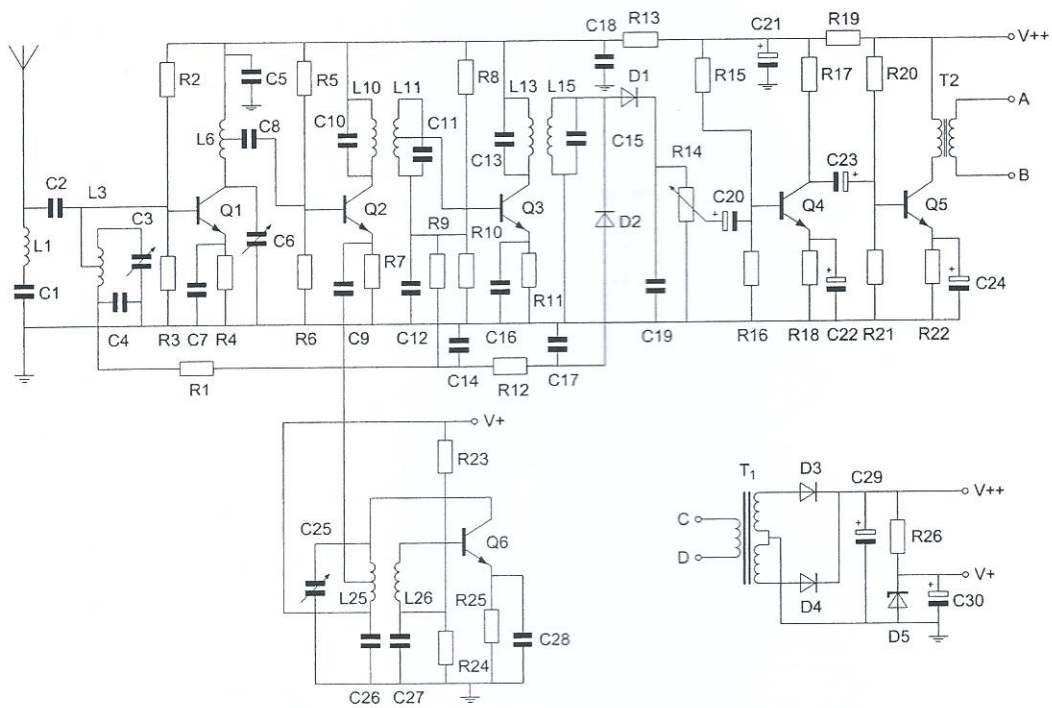 C18 R13 C21 R19
V++
R2 C5 R5 L10 L11 R8 L13 L15 D1 R15 R17 R20 T2
A
L6 C8 C10 C11 C13 C15 R14
C2 L3 C20 C23
B
C3 Q1 Q2 Q3 Q4 Q5
L1 C6 R9 R10 D2
R7
C1 R11 C24
C4 R3 C7 R4 R6 C9 C12 C16 C19 R16 R18 C22 R21 R22
R1 C14 R12 C17
V+
R23
T1 D3 C29
V++
C25 Q6 C
R26
D
V+
L25 L26 R25 D4 C30
D5
R24 C28
C26 C27
+
+
+
+
+
+
+
+